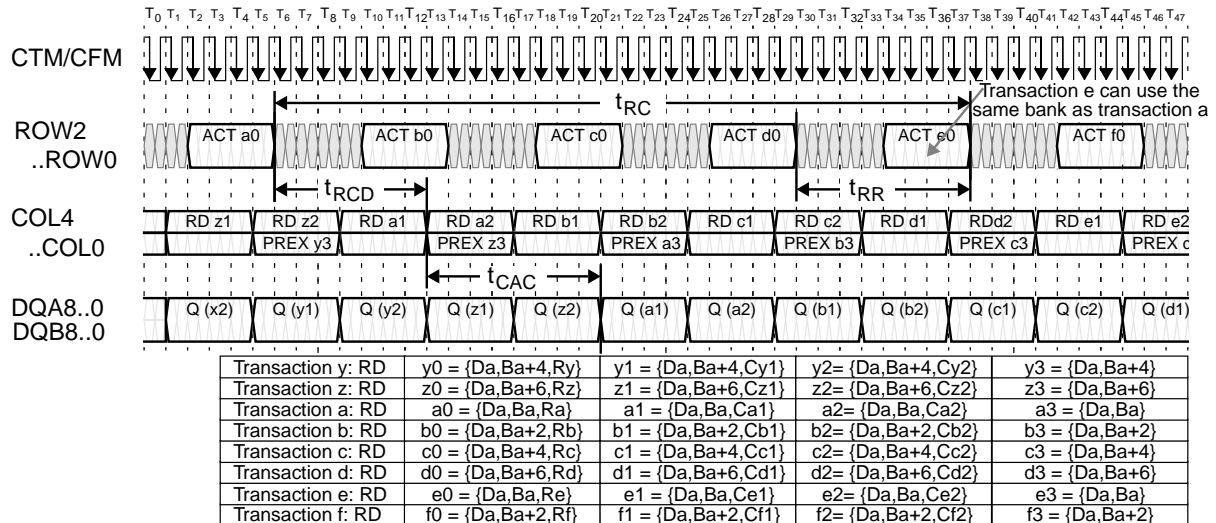 T0 T1 T2 T3 T4 T5 T6 T7 T8 T9 T10 T11 T12 T13 T14 T15 T16 T17 T18 T19 T20 T21 T22 T23 T24 T25 T26 T27 T28 T29 T30 T31 T32 T33 T34 T35 T36 T37 T38 T39 T40 T41 T42 T43 T44 T45 T46 T47
CTM/CFM
Transaction e can use the
same bank as transaction a
tRC
ROW2
..ROW0
ACT a0 ACT b0 ACT c0 ACT d0 ACT e0 ACT f0
tRCD tRR
COL4
..COL0
RD z1 RD z2 RD a1 RD a2 RD b1 RD b2 RD c1 RD c2 RD d1 RDd2 RD e1 RD e2
PREX y3 PREX z3 PREX a3 PREX b3 PREX c3 PREX c
tCAC
DQA8..0
DQB8..0
Q (x2) Q (y1) Q (y2) Q (z1) Q (z2) Q (a1) Q (a2) Q (b1) Q (b2) Q (c1) Q (c2) Q (d1)
Transaction y: RD y0 = {Da,Ba+4,Ry} y1 = {Da,Ba+4,Cy1} y2= {Da,Ba+4,Cy2} y3 = {Da,Ba+4}
Transaction z: RD z0 = {Da,Ba+6,Rz} z1 = {Da,Ba+6,Cz1} z2= {Da,Ba+6,Cz2} z3 = {Da,Ba+6}
Transaction a: RD a0 = {Da,Ba,Ra} a1 = {Da,Ba,Ca1} a2= {Da,Ba,Ca2} a3 = {Da,Ba}
Transaction b: RD b0 = {Da,Ba+2,Rb} b1 = {Da,Ba+2,Cb1} b2= {Da,Ba+2,Cb2} b3 = {Da,Ba+2}
Transaction c: RD c0 = {Da,Ba+4,Rc} c1 = {Da,Ba+4,Cc1} c2= {Da,Ba+4,Cc2} c3 = {Da,Ba+4}
Transaction d: RD d0 = {Da,Ba+6,Rd} d1 = {Da,Ba+6,Cd1} d2= {Da,Ba+6,Cd2} d3 = {Da,Ba+6}
Transaction e: RD e0 = {Da,Ba,Re} e1 = {Da,Ba,Ce1} e2= {Da,Ba,Ce2} e3 = {Da,Ba}
Transaction f: RD f0 = {Da,Ba+2,Rf} f1 = {Da,Ba+2,Cf1} f2= {Da,Ba+2,Cf2} f3 = {Da,Ba+2}